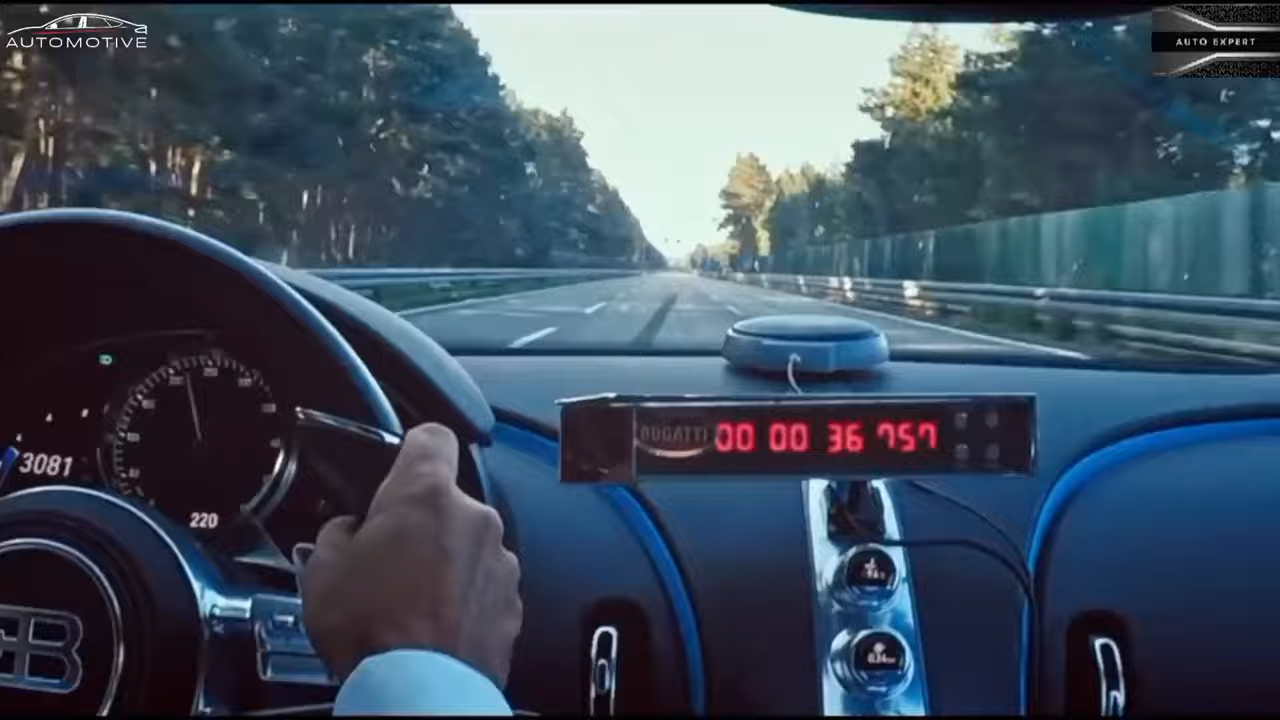 AUTOMOTIVE
AUTO EXPERT
BUGATTI 00 00 36 757
3081
220